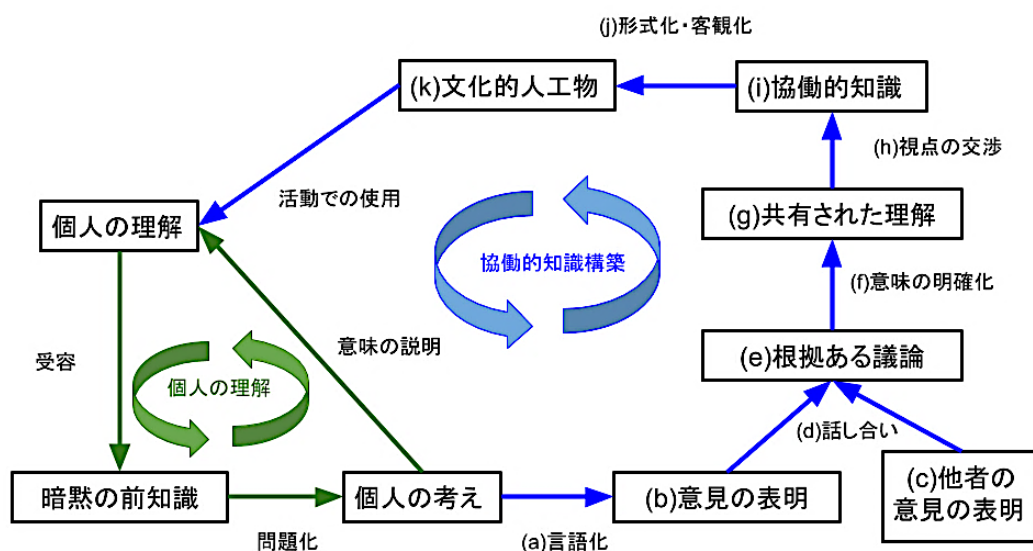 (j)形式化・客観化
(k)文化的人工物
(i)協働的知識
(h)視点の交渉
活動での使用
個人の理解
(g)共有された理解
協働的知識構築
(f)意味の明確化
受容
意味の説明
(e)根拠ある議論
個人の理解
(d)話し合い
暗黙の前知識
個人の考え
(b)意見の表明
(c)他者の
意見の表明
問題化
(a)言語化